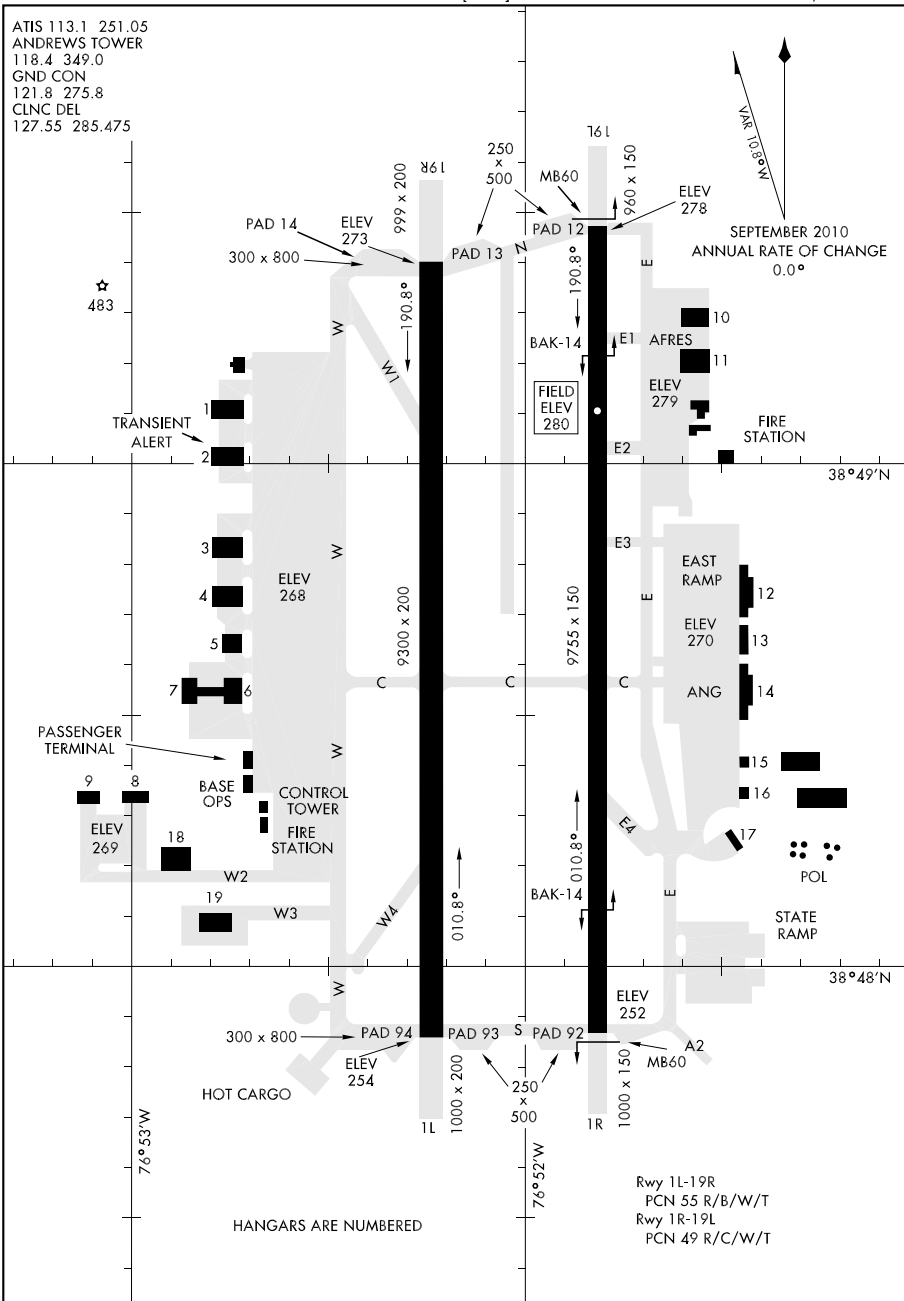 ATIS 113.1 251.05
ANDREWS TOWER
118.4 349.0
GND CON
121.8 275.8
CLNC DEL
127.55 285.475
VAR 10.8°W
SEPTEMBER 2010
ANNUAL RATE OF CHANGE
0.0°
19R
999 x 200
19L
960 x 150
250
x
500
MB60
ELEV
278
PAD 14
ELEV
273
300 x 800
PAD 13
N
PAD 12
E
483
W
W1
190.8°
190.8°
BAK-14
E1
AFRES
10
11
ELEV
279
FIELD
ELEV
280
E2
FIRE
STATION
1
TRANSIENT
ALERT
2
38°49'N
3
W
E3
EAST
RAMP
ELEV
268
4
9300 x 200
9755 x 150
E
12
ELEV
270
13
5
7
6
C
C
C
ANG
14
PASSENGER
TERMINAL
W
15
9
8
BASE
OPS
CONTROL
TOWER
FIRE
STATION
16
ELEV
269
18
E4
17
POL
W2
010.8°
010.8°
BAK-14
E
19
W3
W4
STATE
RAMP
38°48'N
W
ELEV
252
300 x 800
PAD 94
PAD 93
S
PAD 92
A2
MB60
ELEV
254
HOT CARGO
250
x
500
1L
1000 x 200
1R
1000 x 150
76°53'W
76°52'W
HANGARS ARE NUMBERED
Rwy 1L-19R
PCN 55 R/B/W/T
Rwy 1R-19L
PCN 49 R/C/W/T